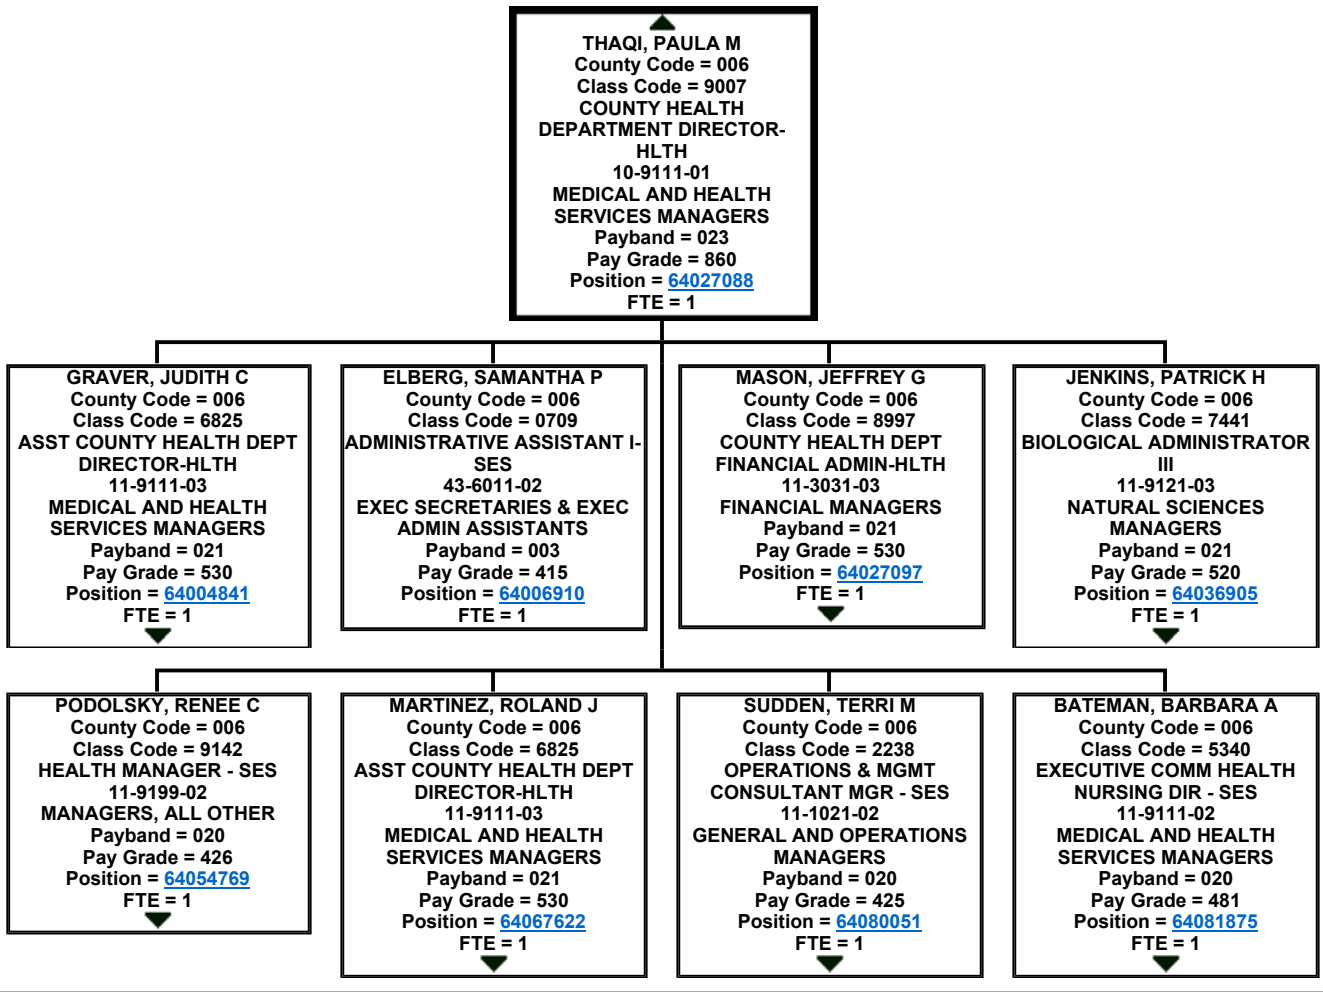 THAQI, PAULA M
County Code = 006
Class Code = 9007
COUNTY HEALTH
DEPARTMENT DIRECTOR-
HLTH
10-9111-01
MEDICAL AND HEALTH
SERVICES MANAGERS
Payband = 023
Pay Grade = 860
Position = 64027088
FTE = 1
GRAVER, JUDITH C
County Code = 006
Class Code = 6825
ASST COUNTY HEALTH DEPT
DIRECTOR-HLTH
11-9111-03
MEDICAL AND HEALTH
SERVICES MANAGERS
Payband = 021
Pay Grade = 530
Position = 64004841
FTE = 1
ELBERG, SAMANTHA P
County Code = 006
Class Code = 0709
ADMINISTRATIVE ASSISTANT I-
SES
43-6011-02
EXEC SECRETARIES & EXEC
ADMIN ASSISTANTS
Payband = 003
Pay Grade = 415
Position = 64006910
FTE = 1
MASON, JEFFREY G
County Code = 006
Class Code = 8997
COUNTY HEALTH DEPT
FINANCIAL ADMIN-HLTH
11-3031-03
FINANCIAL MANAGERS
Payband = 021
Pay Grade = 530
Position = 64027097
FTE = 1
JENKINS, PATRICK H
County Code = 006
Class Code = 7441
BIOLOGICAL ADMINISTRATOR
III
11-9121-03
NATURAL SCIENCES
MANAGERS
Payband = 021
Pay Grade = 520
Position = 64036905
FTE = 1
PODOLSKY, RENEE C
County Code = 006
Class Code = 9142
HEALTH MANAGER - SES
11-9199-02
MANAGERS, ALL OTHER
Payband = 020
Pay Grade = 426
Position = 64054769
FTE = 1
MARTINEZ, ROLAND J
County Code = 006
Class Code = 6825
ASST COUNTY HEALTH DEPT
DIRECTOR-HLTH
11-9111-03
MEDICAL AND HEALTH
SERVICES MANAGERS
Payband = 021
Pay Grade = 530
Position = 64067622
FTE = 1
SUDDEN, TERRI M
County Code = 006
Class Code = 2238
OPERATIONS & MGMT
CONSULTANT MGR - SES
11-1021-02
GENERAL AND OPERATIONS
MANAGERS
Payband = 020
Pay Grade = 425
Position = 64080051
FTE = 1
BATEMAN, BARBARA A
County Code = 006
Class Code = 5340
EXECUTIVE COMM HEALTH
NURSING DIR - SES
11-9111-02
MEDICAL AND HEALTH
SERVICES MANAGERS
Payband = 020
Pay Grade = 481
Position = 64081875
FTE = 1